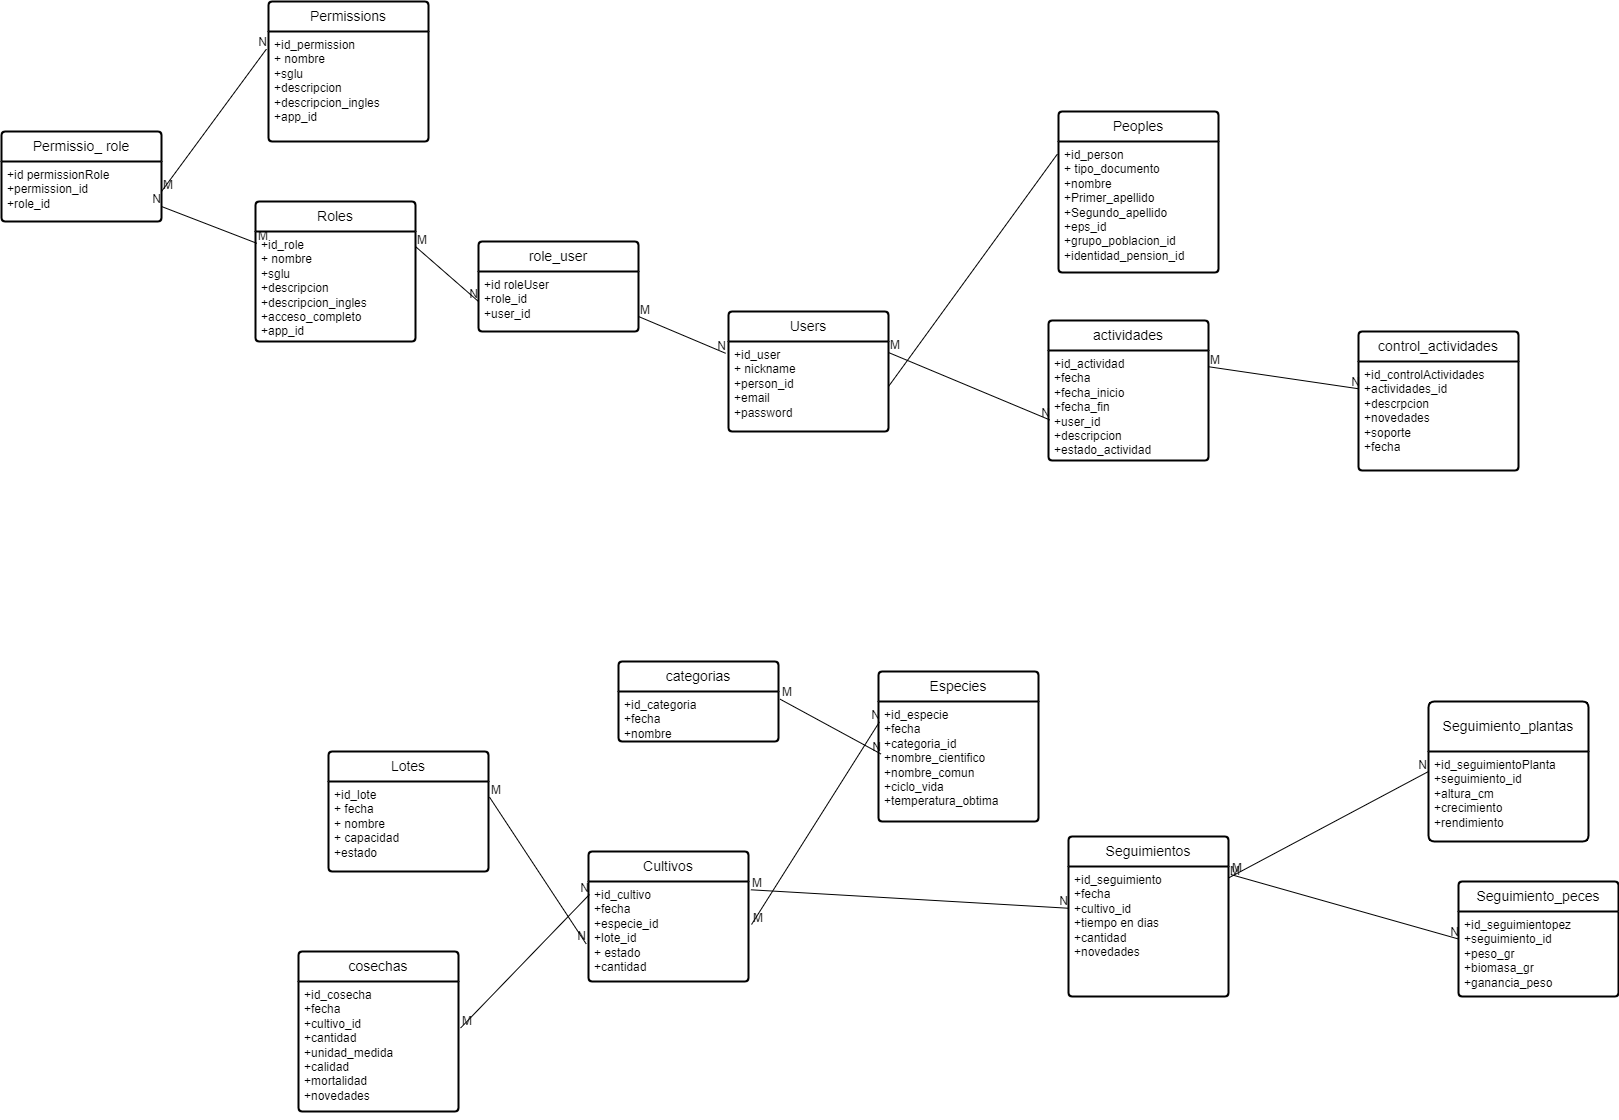 Permissions
+id_permission
+ nombre
+sglu
+descripcion
+descripcion_ingles
+app_id
N
Permissio_ role
+id permissionRole
+permission_id
+role_id
M
N
Roles
+id_role
+ nombre
+sglu
+descripcion
+descripcion_ingles
+acceso_completo
+app_id
M
M
role_user
+id roleUser
+role_id
+user_id
N
M
Users
+id_user
+ nickname
+person_id
+email
+password
N
M
Peoples
+id_person
+ tipo_documento
+nombre
+Primer_apellido
+Segundo_apellido
+eps_id
+grupo_poblacion_id
+identidad_pension_id
actividades
+id_actividad
+fecha
+fecha_inicio
+fecha_fin
+user_id
+descripcion
+estado_actividad
N
M
control_actividades
+id_controlActividades
+actividades_id
+descrpcion
+novedades
+soporte
+fecha
N
categorias
+id_categoria
+fecha
+nombre
M
Especies
+id_especie
+fecha
+categoria_id
+nombre_cientifico
+nombre_comun
+ciclo_vida
+temperatura_obtima
N
N
Lotes
+id_lote
+ fecha
+ nombre
+ capacidad
+estado
M
Cultivos
+id_cultivo
+fecha
+especie_id
+lote_id
+ estado
+cantidad
N
N
M
M
cosechas
+id_cosecha
+fecha
+cultivo_id
+cantidad
+unidad_medida
+calidad
+mortalidad
+novedades
M
Seguimientos
+id_seguimiento
+fecha
+cultivo_id
+tiempo en dias
+cantidad
+novedades
N
M
M
Seguimiento_plantas
+id_seguimientoPlanta
+seguimiento_id
+altura_cm
+crecimiento
+rendimiento
N
Seguimiento_peces
+id_seguimientopez
+seguimiento_id
+peso_gr
+biomasa_gr
+ganancia_peso
N